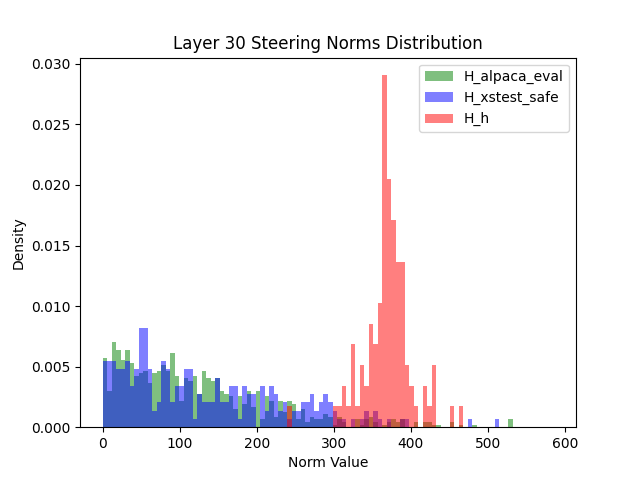 Layer 30 Steering Norms Distribution
0.030
0.025
0.020
0.015
0.010
0.005
0.000
Density
H_alpaca_eval
H_xstest_safe
H_h
0 100 200 300 400 500 600
Norm Value